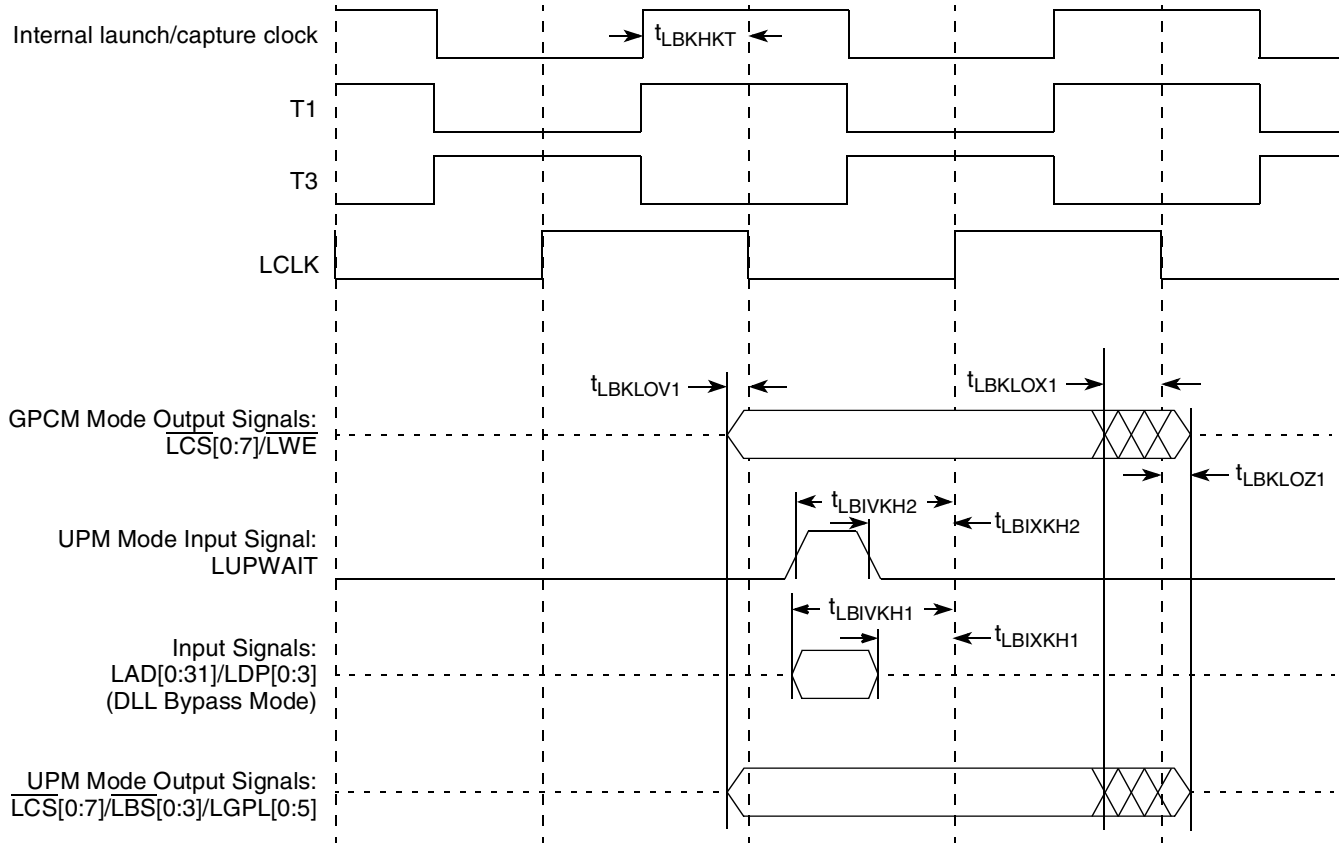 Internal launch/capture clock
tLBKHKT
T1
T3
LCLK
tLBKLOV1
tLBKLOX1
GPCM Mode Output Signals:
LCS[0:7]/LWE
tLBKLOZ1
tLBIVKH2
tLBIXKH2
UPM Mode Input Signal:
LUPWAIT
tLBIVKH1
tLBIXKH1
Input Signals:
LAD[0:31]/LDP[0:3]
(DLL Bypass Mode)
UPM Mode Output Signals:
LCS[0:7]/LBS[0:3]/LGPL[0:5]